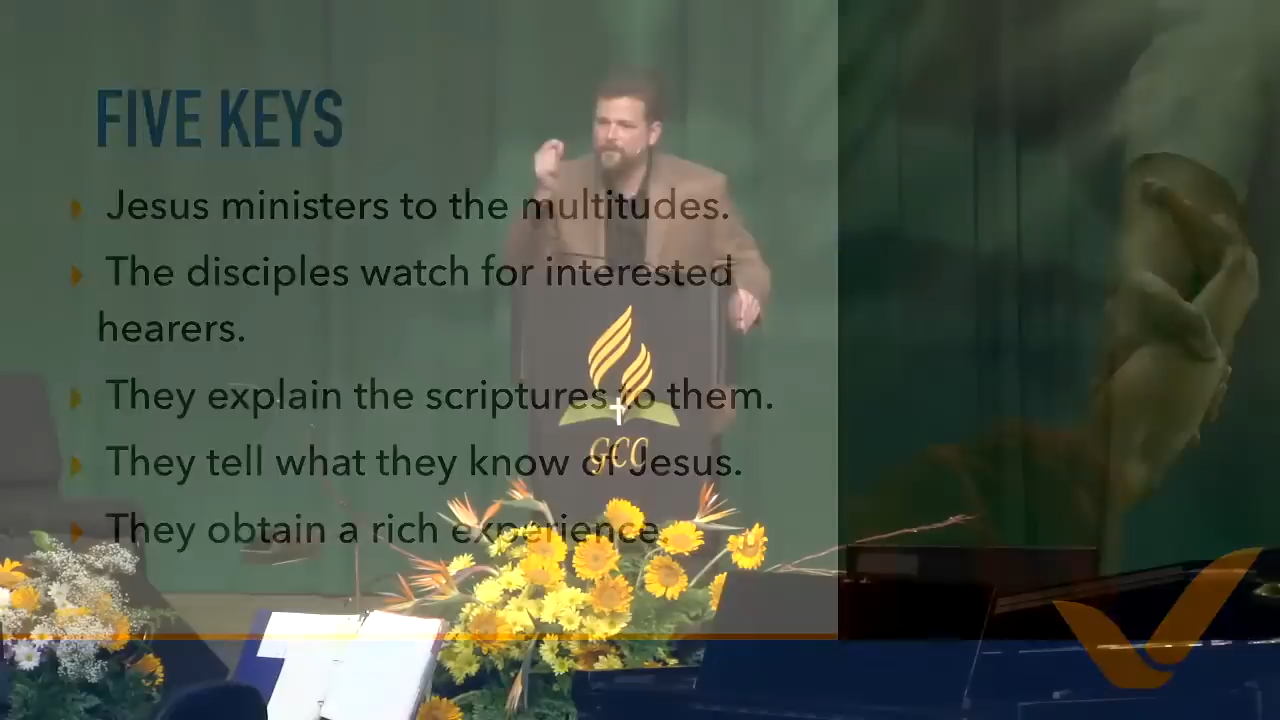 FIVE KEYS
Jesus ministers to the multitudes.
The disciples watch for interested
hearers.
They explain the scriptures to them.
They tell what they know of Jesus.
They obtain a rich experience.
GCC